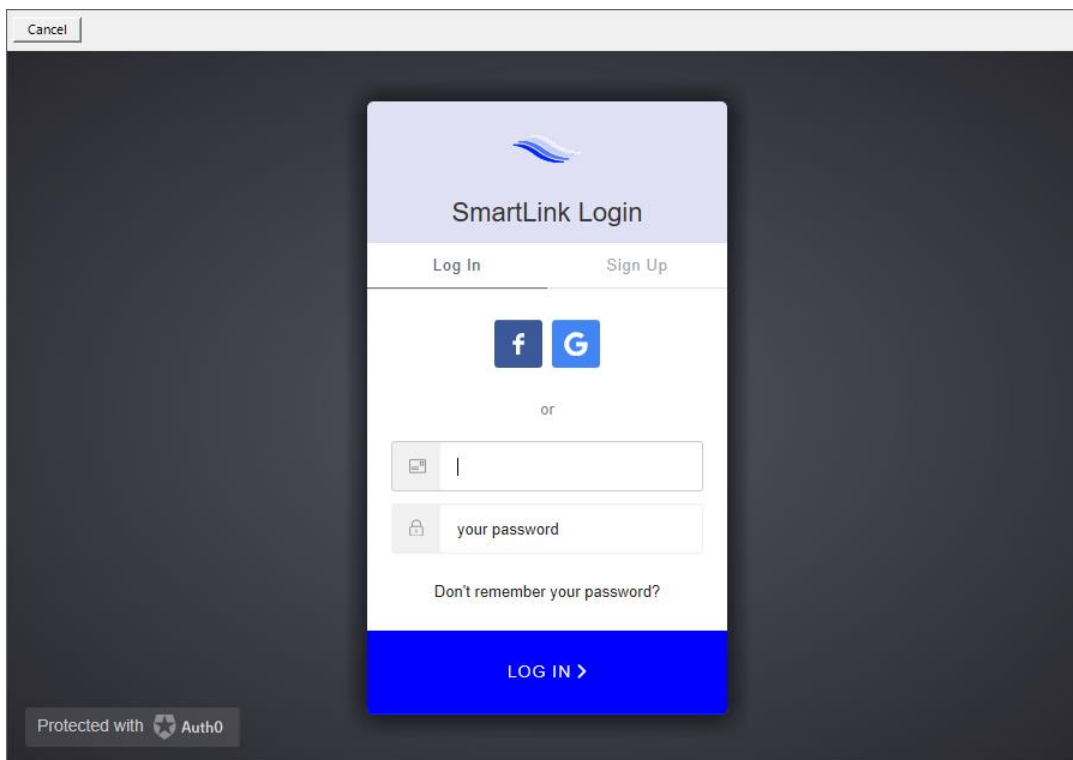 Cancel
SmartLink Login
Log In
Sign Up
f G
or
your password
Don't remember your password?
LOG IN
Protected with Auth0